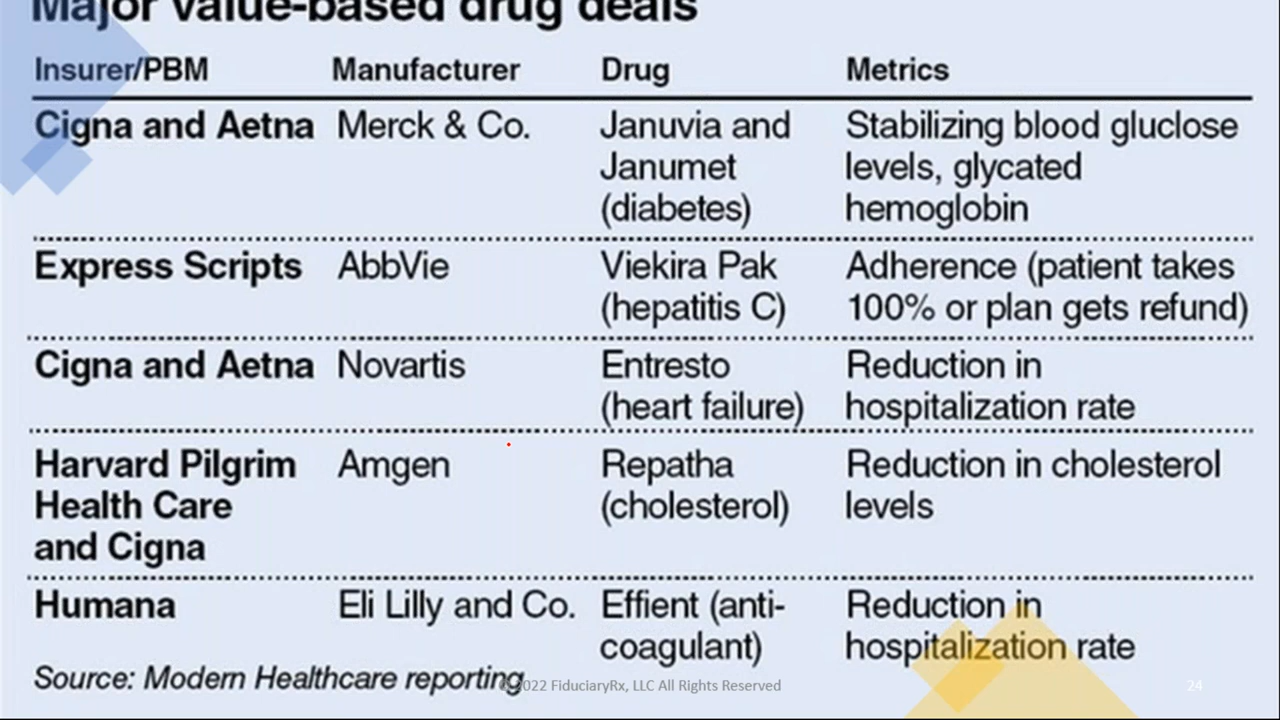 Major value-based drug deals
Insurer/PBM Manufacturer Drug Metrics
Cigna and Aetna Merck & Co. Januvia and Stabilizing blood gluclose
Janumet levels, glycated
(diabetes) hemoglobin
Express Scripts AbbVie Viekira Pak Adherence (patient takes
(hepatitis C) 100% or plan gets refund)
Cigna and Aetna Novartis Entresto Reduction in
(heart failure) hospitalization rate
Harvard Pilgrim Amgen Repatha Reduction in cholesterol
Health Care (cholesterol) levels
and Cigna
Humana Eli Lilly and Co. Effient (anti- Reduction in
coagulant) hospitalization rate
Source: Modern Healthcare reporting
© 2022 FiduciaryRx, LLC All Rights Reserved 24